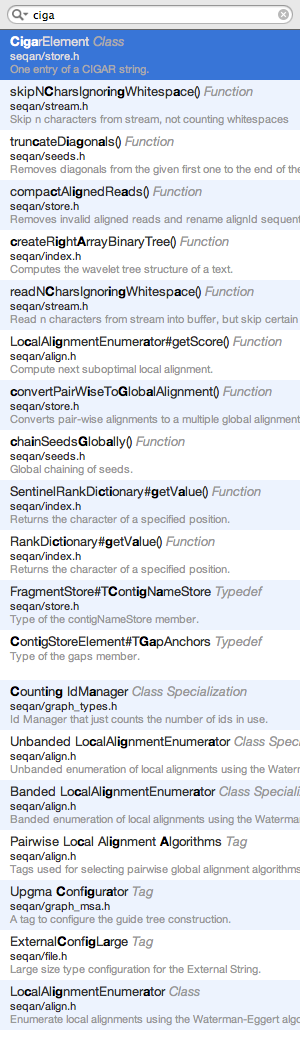 ciga
CigarElement Class
seqan/store.h
One entry of a CIGAR string.
skipNCharsIgnoringWhitespace() Function
seqan/stream.h
Skip n characters from stream, not counting whitespaces
truncateDiagonals() Function
seqan/seeds.h
Removes diagonals from the given first one to the end of the
compactAlignedReads() Function
seqan/store.h
Removes invalid aligned reads and rename alignId sequent
createRightArrayBinaryTree() Function
seqan/index.h
Computes the wavelet tree structure of a text.
readNCharsIgnoringWhitespace() Function
seqan/stream.h
Read n characters from stream into buffer, but skip certain
LocalAlignmentEnumerator#getScore() Function
seqan/align.h
Compute next suboptimal local alignment.
convertPairWiseToGlobalAlignment() Function
seqan/store.h
Converts pair-wise alignments to a multiple global alignment
chainSeedsGlobally() Function
seqan/seeds.h
Global chaining of seeds.
SentinelRankDictionary#getValue() Function
seqan/index.h
Returns the character of a specified position.
RankDictionary#getValue() Function
seqan/index.h
Returns the character of a specified position.
FragmentStore#TContigNameStore Typedef
seqan/store.h
Type of the contigNameStore member.
ContigStoreElement#TGapAnchors Typedef
Type of the gaps member.
Counting IdManager Class Specialization
seqan/graph_types.h
Id Manager that just counts the number of ids in use.
Unbanded LocalAlignmentEnumerator Class Speci
seqan/align.h
Unbanded enumeration of local alignments using the Waterm
Banded LocalAlignmentEnumerator Class Speciali
seqan/align.h
Banded enumeration of local alignments using the Waterma
Pairwise Local Alignment Algorithms Tag
seqan/align.h
Tags used for selecting pairwise global alignment algorithms
Upgma Configurator Tag
seqan/graph_msa.h
A tag to configure the guide tree construction.
ExternalConfigLarge Tag
seqan/file.h
Large size type configuration for the External String.
LocalAlignmentEnumerator Class
seqan/align.h
Enumerate local alignments using the Waterman-Eggert algo